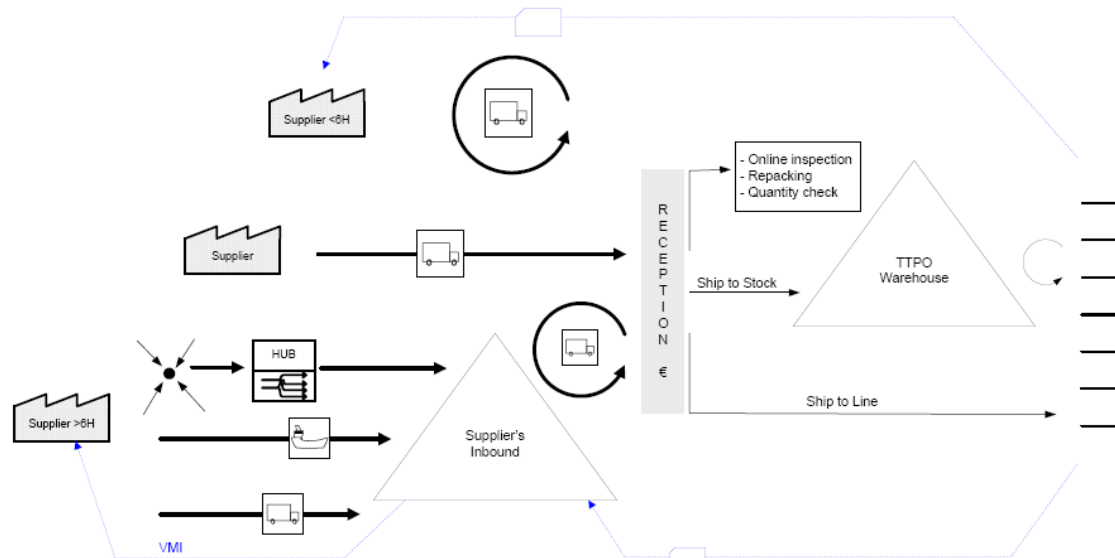 Supplier <6H
- Online inspection
- Repacking
- Quantity check
RECEPTION €
Supplier
TTPO
Warehouse
Ship to Stock
HUB
Ship to Line
Supplier >6H
Supplier's
Inbound
VMI